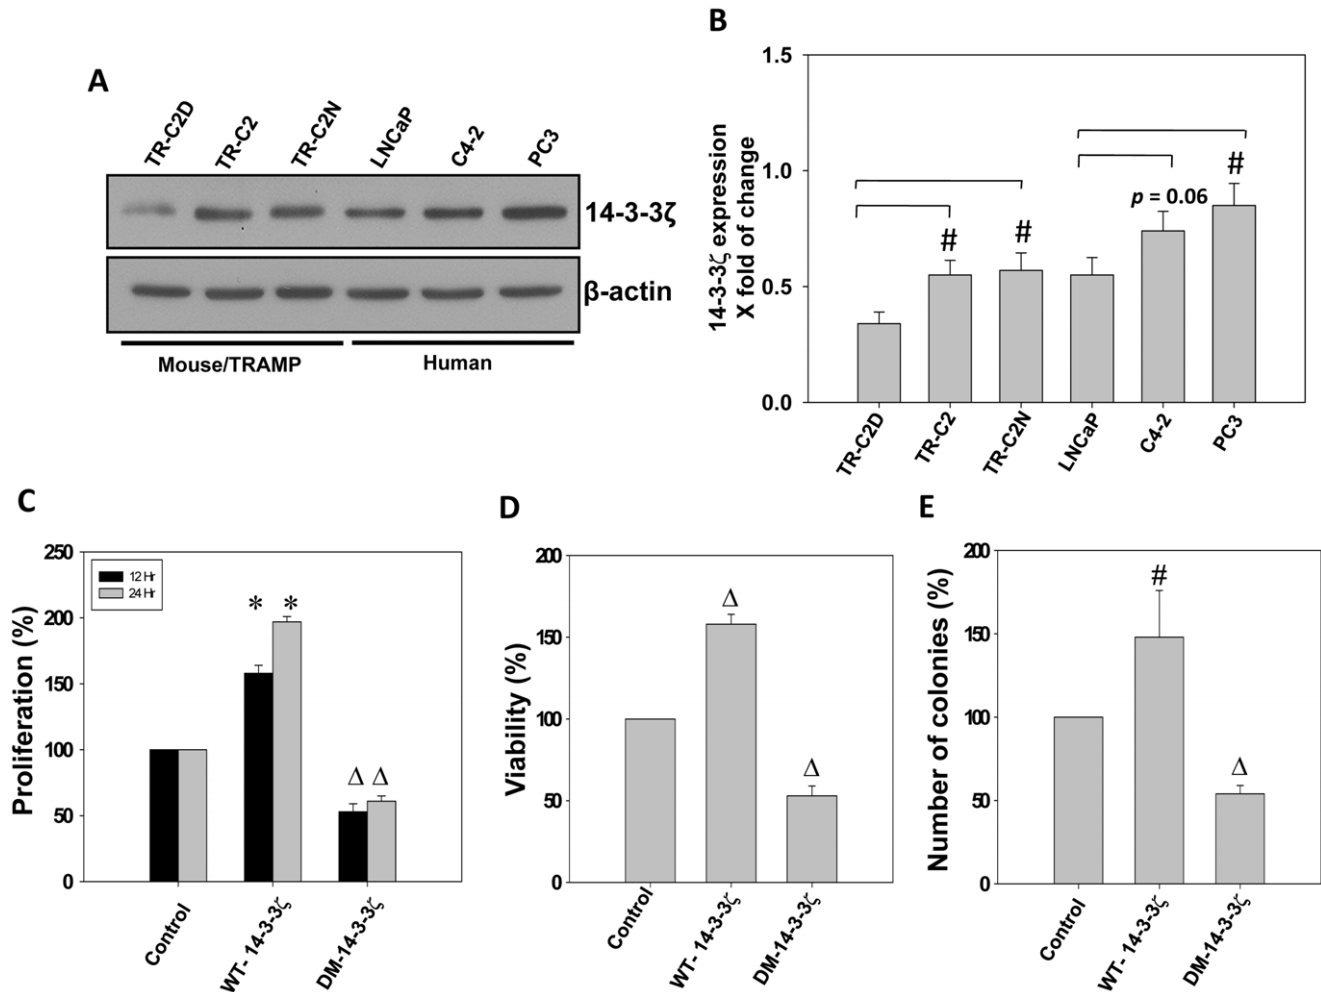 A
TR-C2D
TR-C2
TR-C2N
LNCaP
C4-2
PC3
14-3-3ζ
β-actin
Mouse/TRAMP
Human
B
14-3-3ζ expression
X fold of change
1.5
1.0
0.5
0.0
#
#
p = 0.06
#
TR-C2D
TR-C2
TR-C2N
LNCaP
C4-2
PC3
C
Proliferation (%)
250
200
150
100
50
0
12 Hr
24 Hr
* *
Δ Δ
Control
WT- 14-3-3ζ
DM-14-3-3ζ
D
Viability (%)
200
150
100
50
0
Δ
Δ
Control
WT- 14-3-3ζ
DM-14-3-3ζ
E
Number of colonies (%)
200
150
100
50
0
#
Δ
Control
WT- 14-3-3ζ
DM-14-3-3ζ